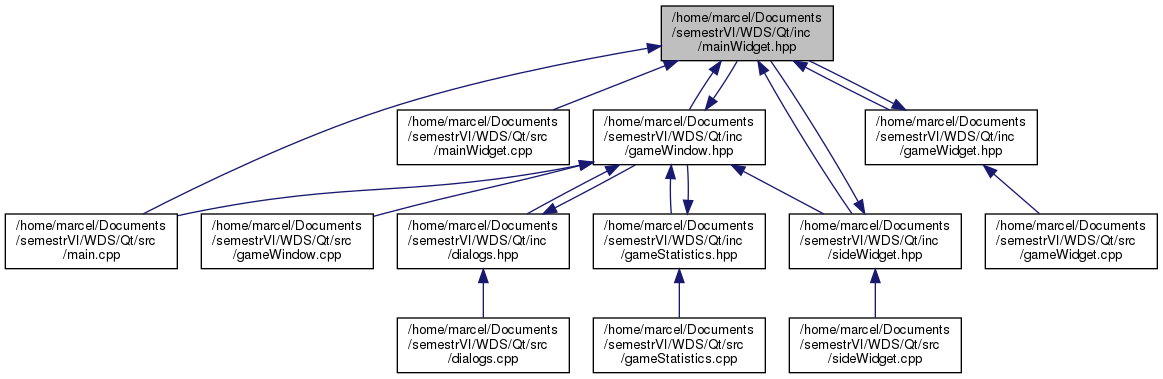 /home/marcel/Documents
/semestrVI/WDS/Qt/inc
/mainWidget.hpp
/home/marcel/Documents
/semestrVI/WDS/Qt/src
/mainWidget.cpp
/home/marcel/Documents
/semestrVI/WDS/Qt/inc
/gameWindow.hpp
/home/marcel/Documents
/semestrVI/WDS/Qt/inc
/gameWidget.hpp
/home/marcel/Documents
/semestrVI/WDS/Qt/src
/main.cpp
/home/marcel/Documents
/semestrVI/WDS/Qt/src
/gameWindow.cpp
/home/marcel/Documents
/semestrVI/WDS/Qt/inc
/dialogs.hpp
/home/marcel/Documents
/semestrVI/WDS/Qt/inc
/gameStatistics.hpp
/home/marcel/Documents
/semestrVI/WDS/Qt/inc
/sideWidget.hpp
/home/marcel/Documents
/semestrVI/WDS/Qt/src
/gameWidget.cpp
/home/marcel/Documents
/semestrVI/WDS/Qt/src
/dialogs.cpp
/home/marcel/Documents
/semestrVI/WDS/Qt/src
/gameStatistics.cpp
/home/marcel/Documents
/semestrVI/WDS/Qt/src
/sideWidget.cpp